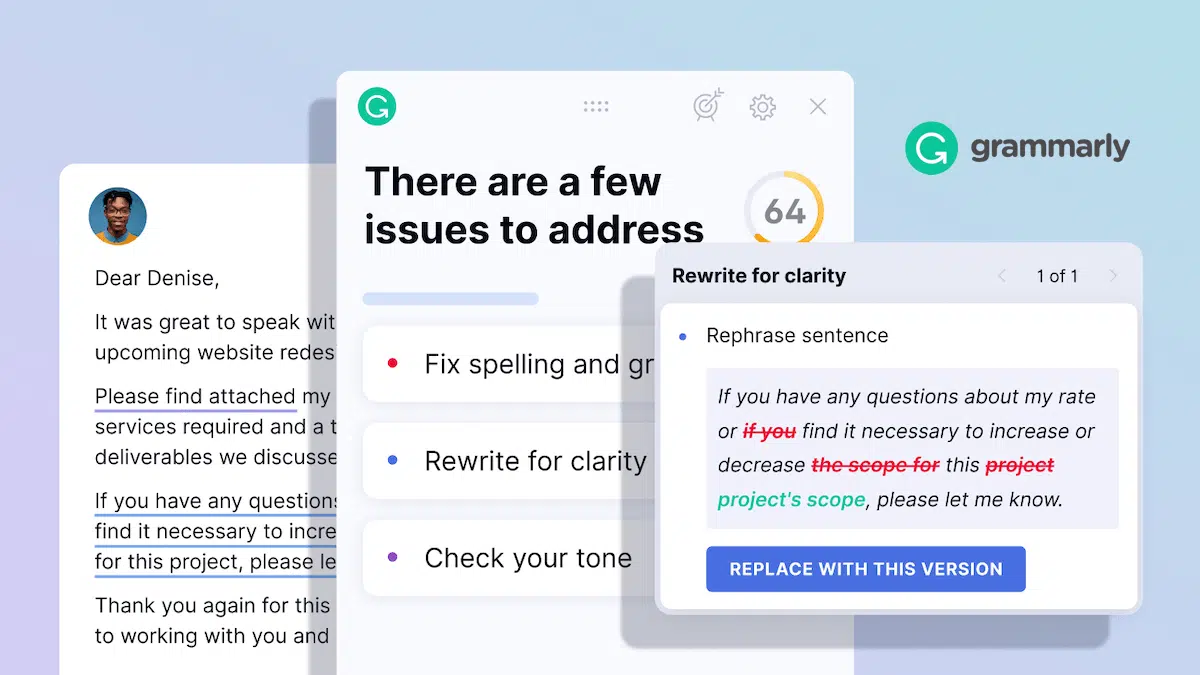 grammarly
There are a few
issues to address
64
Dear Denise,
It was great to speak wit
upcoming website redes
Please find attached my
services required and a t
deliverables we discusse
If you have any questions
find it necessary to incre
for this project, please le
Thank you again for this
to working with you and
Fix spelling and gr
Rewrite for clarity
Check your tone
Rewrite for clarity
1 of 1
Rephrase sentence
If you have any questions about my rate
or if you find it necessary to increase or
decrease the scope for this project
project's scope, please let me know.
REPLACE WITH THIS VERSION